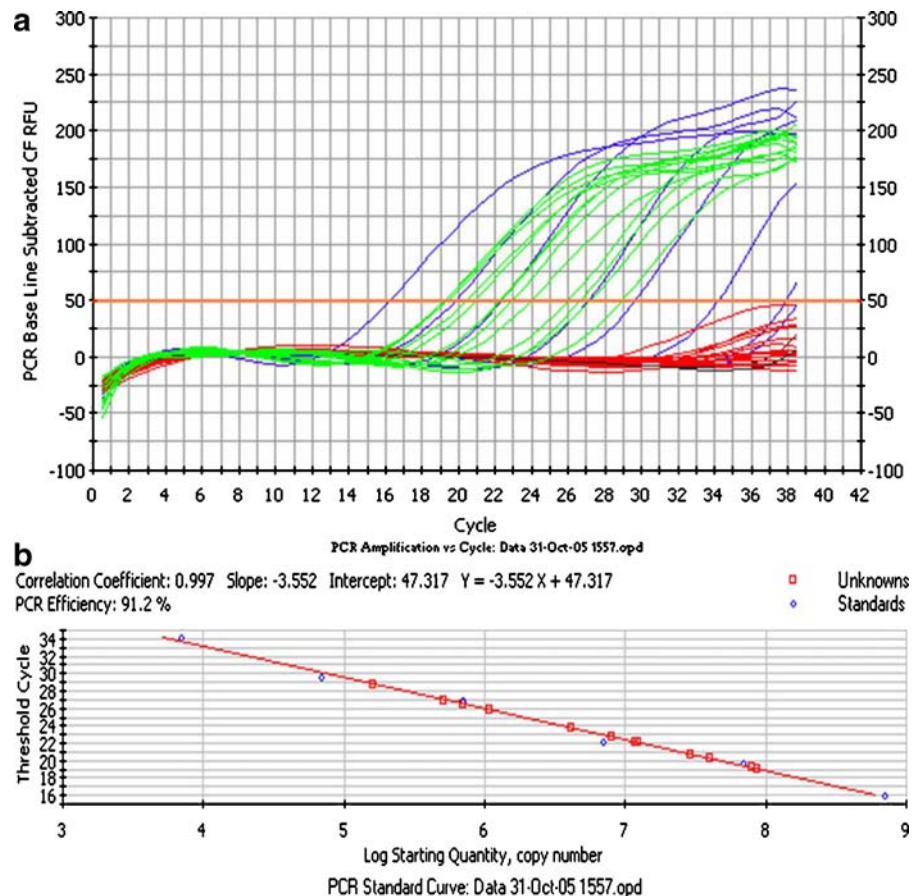 a
300
250
200
150
100
50
0
-50
-100
300
250
200
150
100
50
0
-50
-100
PCR Base Line Subtracted CF RFU
0 2 4 6 8 10 12 14 16 18 20 22 24 26 28 30 32 34 36 38 40 42
Cycle
PCR Amplification vs Cycle: Data 31-Oct-05 1557.opd
b
Correlation Coefficient: 0.997 Slope: -3.552 Intercept: 47.317 Y = -3.552 X + 47.317
PCR Efficiency: 91.2 %
Unknowns
Standards
Threshold Cycle
34
32
30
28
26
24
22
20
18
16
3 4 5 6 7 8 9
Log Starting Quantity, copy number
PCR Standard Curve: Data 31-Oct-05 1557.opd